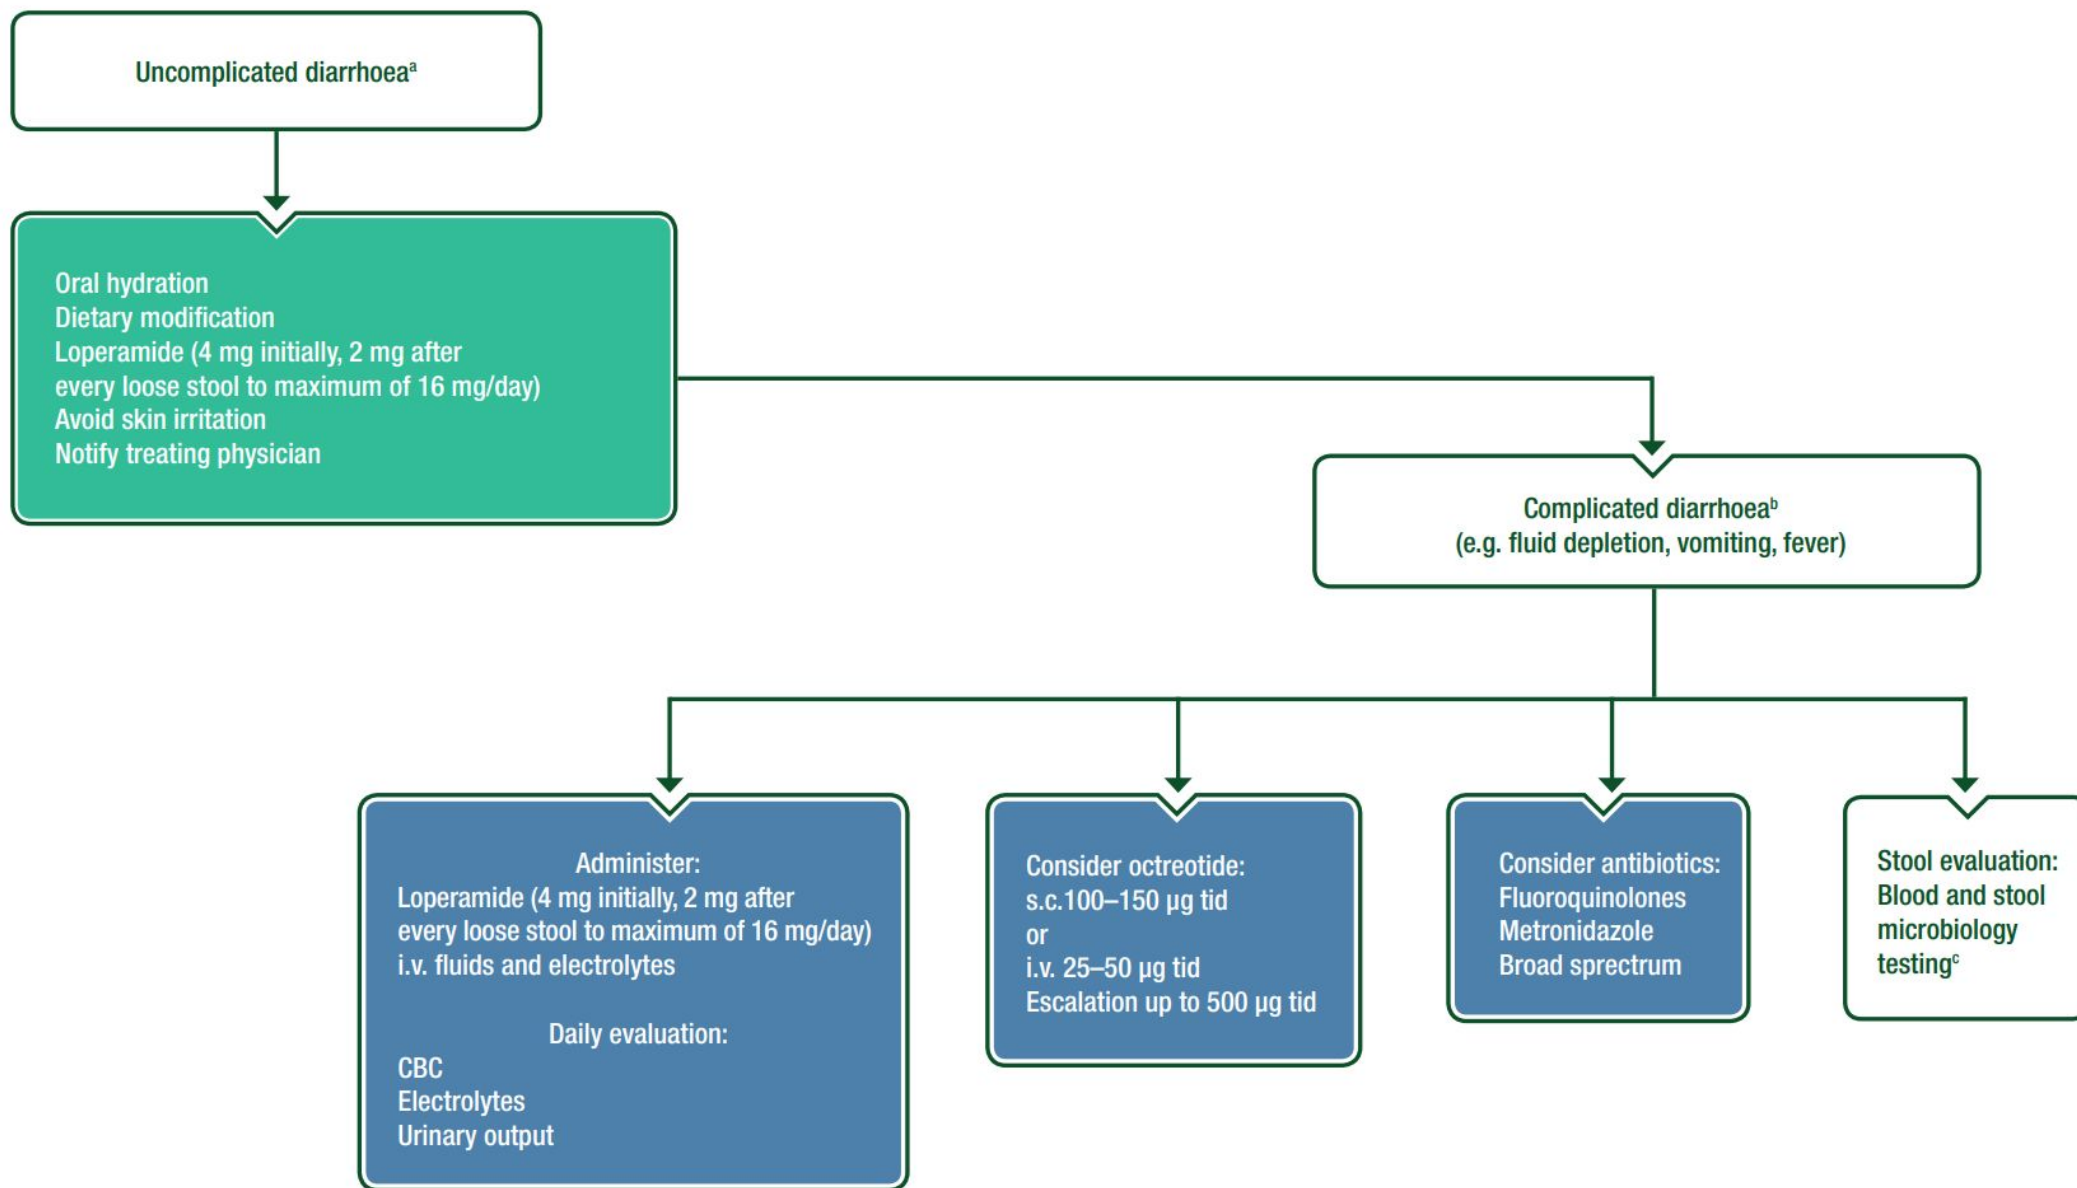 Uncomplicated diarrhoeaᵃ
Oral hydration
Dietary modification
Loperamide (4 mg initially, 2 mg after
every loose stool to maximum of 16 mg/day)
Avoid skin irritation
Notify treating physician
Complicated diarrhoeaᵇ
(e.g. fluid depletion, vomiting, fever)
Administer:
Loperamide (4 mg initially, 2 mg after
every loose stool to maximum of 16 mg/day)
i.v. fluids and electrolytes
Daily evaluation:
CBC
Electrolytes
Urinary output
Consider octreotide:
s.c.100–150 µg tid
or
i.v. 25–50 µg tid
Escalation up to 500 µg tid
Consider antibiotics:
Fluoroquinolones
Metronidazole
Broad sprectrum
Stool evaluation:
Blood and stool
microbiology
testingᶜ